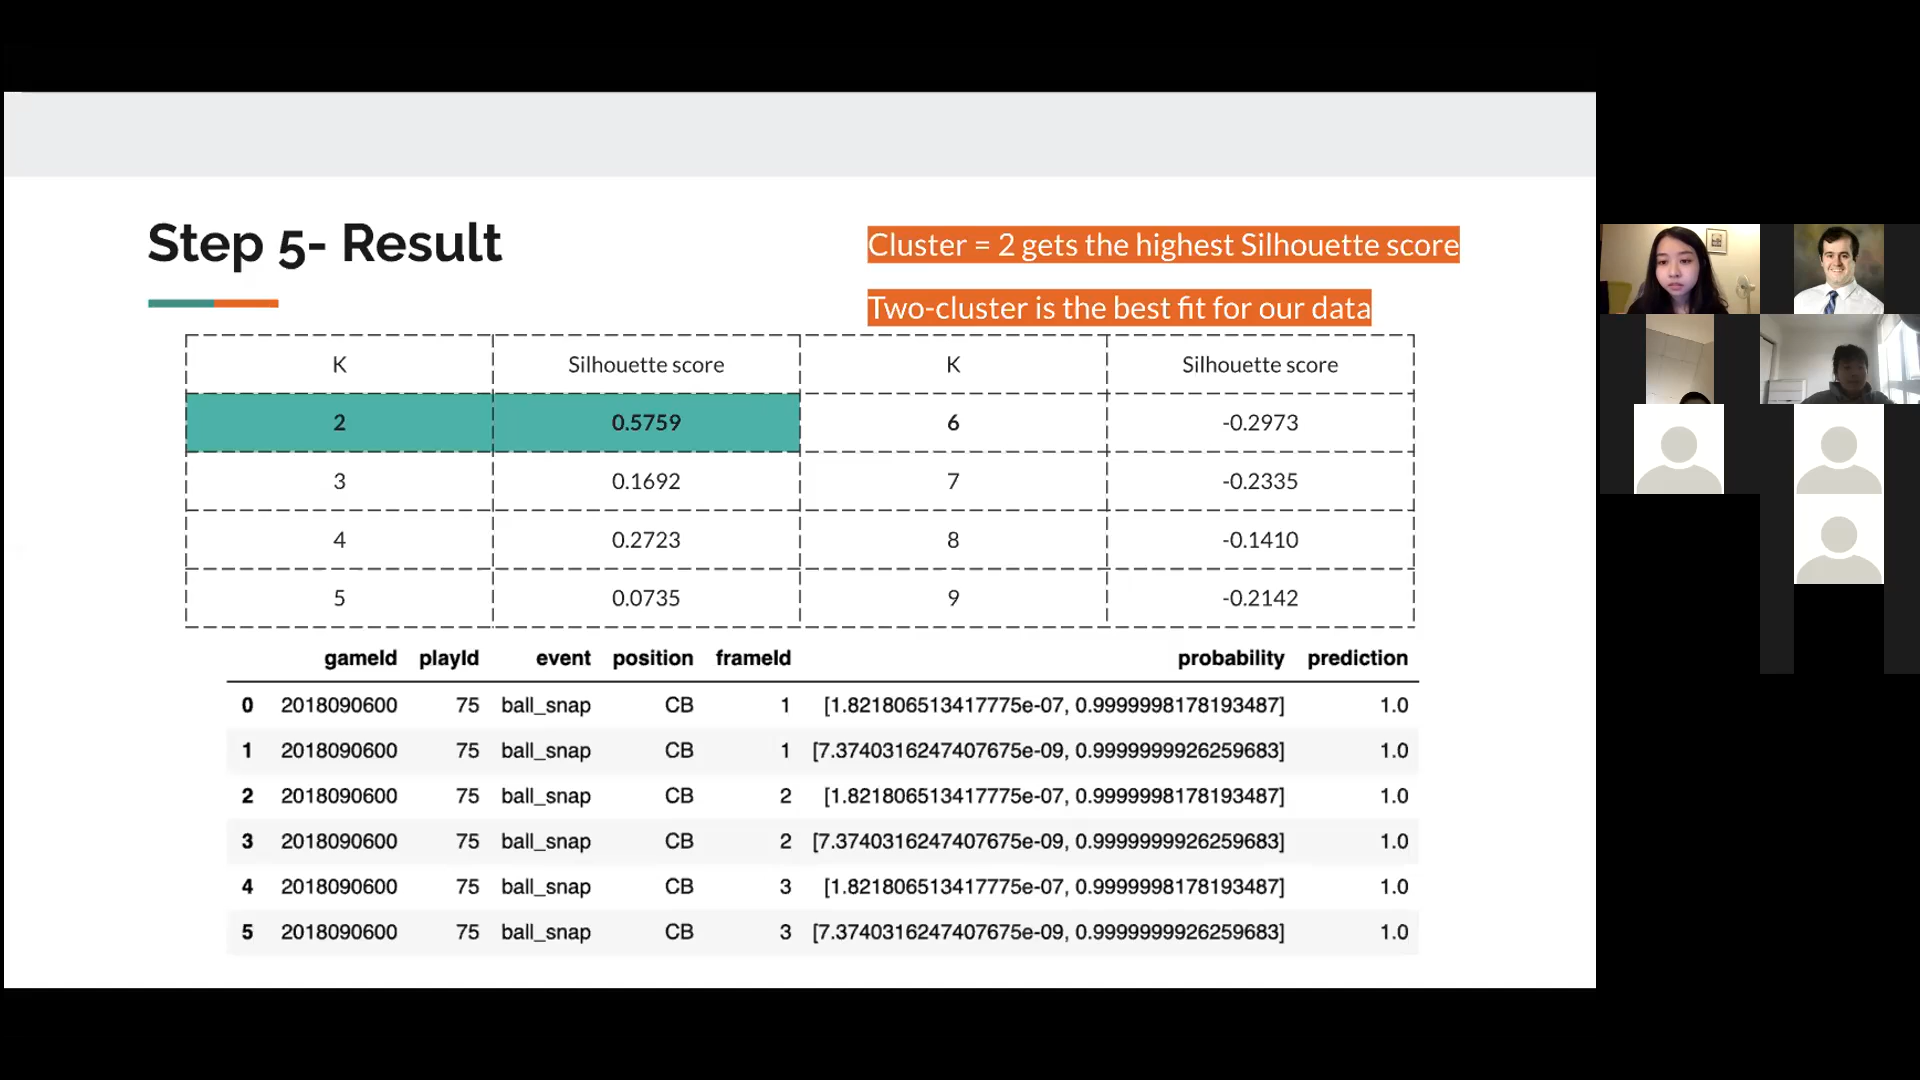 Step 5- Result
Cluster = 2 gets the highest Silhouette score
Two-cluster is the best fit for our data
K Silhouette score K Silhouette score
2 0.5759 6 -0.2973
3 0.1692 7 -0.2335
4 0.2723 8 -0.1410
5 0.0735 9 -0.2142
gameId playId event position frameId probability prediction
0 2018090600 75 ball_snap CB 1 [1.821806513417775e-07, 0.9999998178193487] 1.0
1 2018090600 75 ball_snap CB 1 [7.3740316247407675e-09, 0.9999999926259683] 1.0
2 2018090600 75 ball_snap CB 2 [1.821806513417775e-07, 0.9999998178193487] 1.0
3 2018090600 75 ball_snap CB 2 [7.3740316247407675e-09, 0.9999999926259683] 1.0
4 2018090600 75 ball_snap CB 3 [1.821806513417775e-07, 0.9999998178193487] 1.0
5 2018090600 75 ball_snap CB 3 [7.3740316247407675e-09, 0.9999999926259683] 1.0